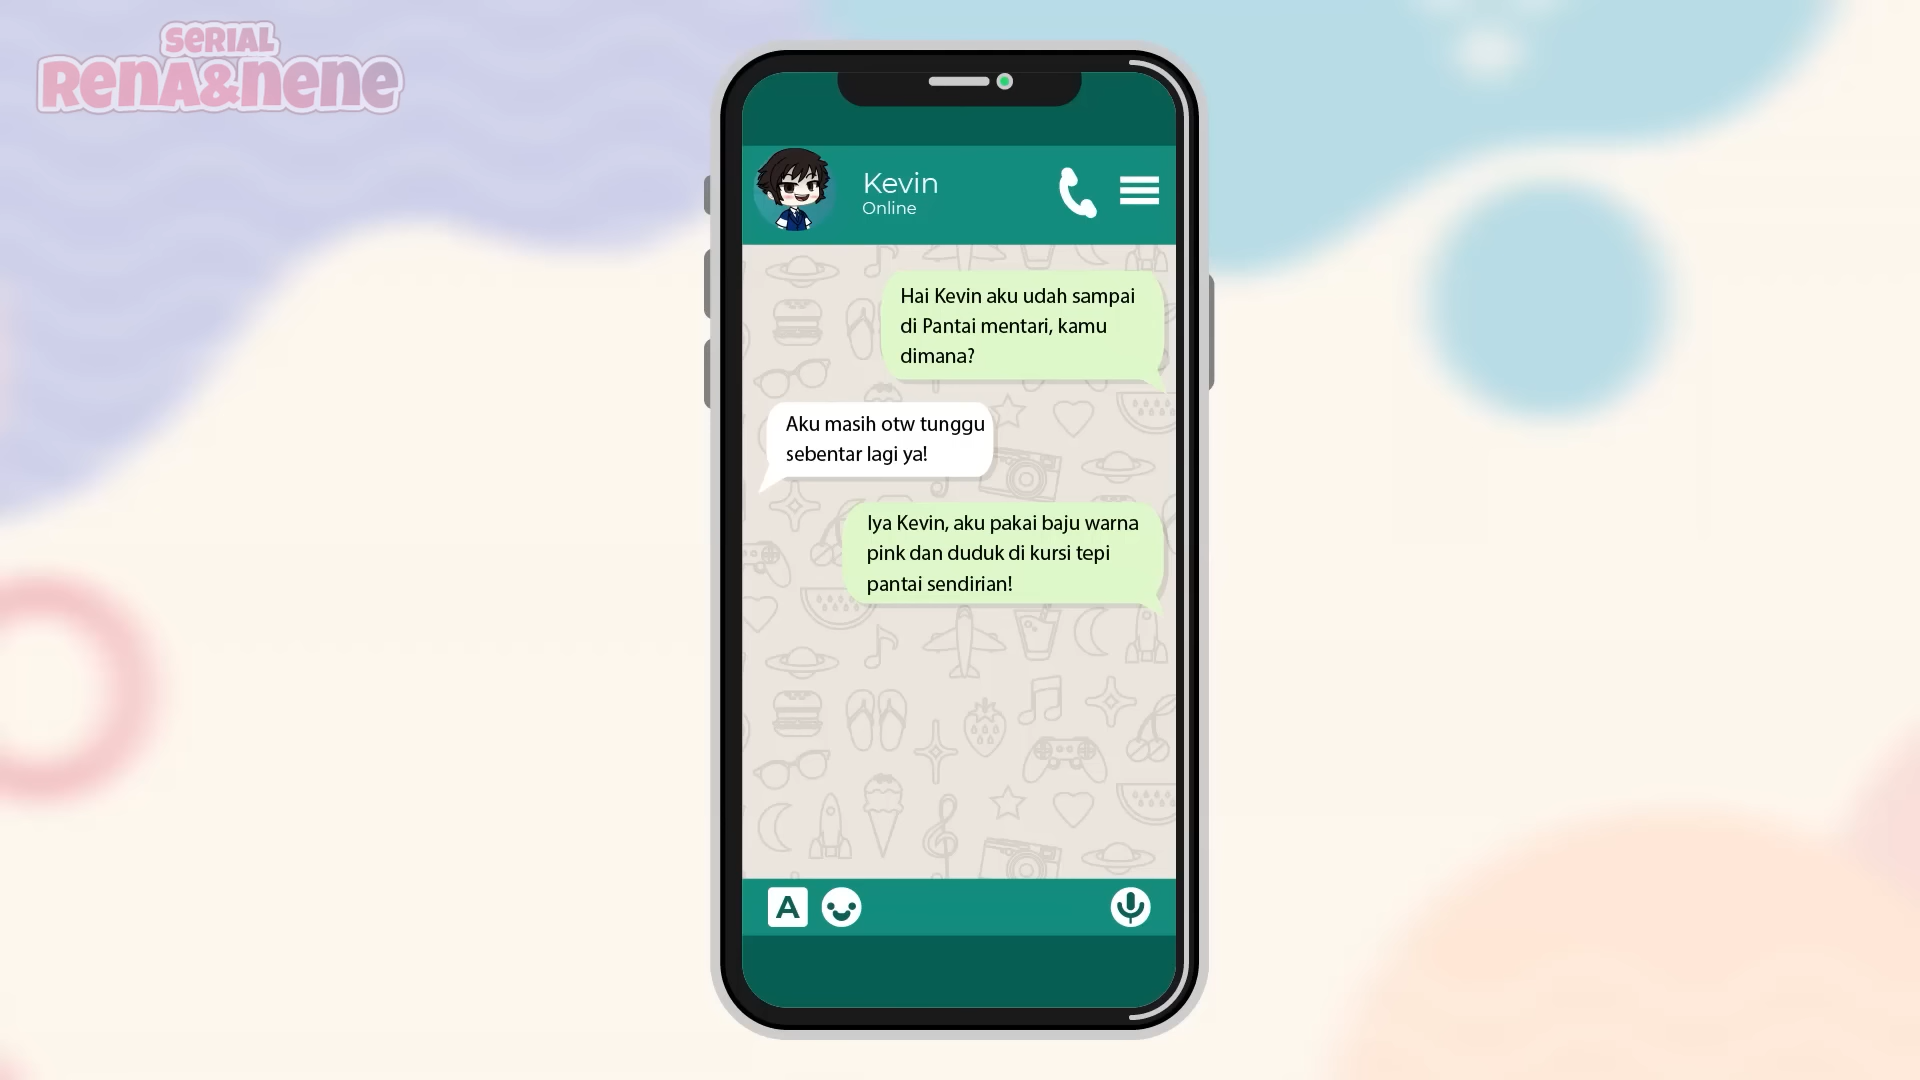 SERIAL
RENA&NENE
Kevin
Online
Hai Kevin aku udah sampai
di Pantai mentari, kamu
dimana?
Aku masih otw tunggu
sebentar lagi ya!
Iya Kevin, aku pakai baju warna
pink dan duduk di kursi tepi
pantai sendirian!
A